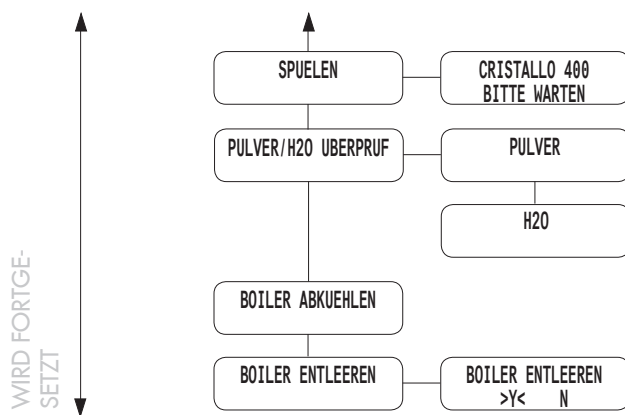 SPUELEN
CRISTALLO 400
BITTE WARTEN
PULVER/H2O UBERPRUF
PULVER
H2O
BOILER ABKUEHLEN
BOILER ENTLEEREN
BOILER ENTLEEREN
>Y< N
WIRD FORTGE-
SETZT